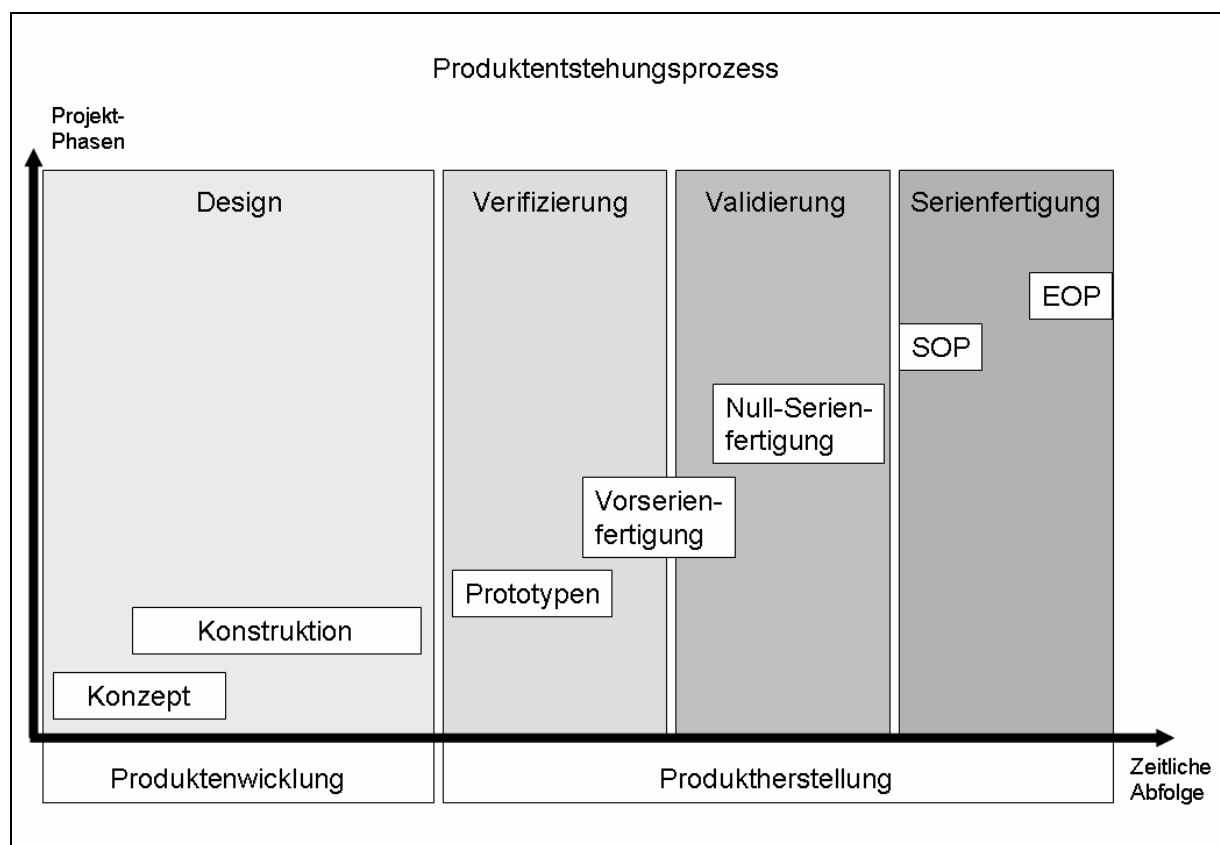 Produktentstehungsprozess
Projekt-
Phasen
Design
Verifizierung
Validierung
Serienfertigung
EOP
SOP
Null-Serien-
fertigung
Vorserien-
fertigung
Prototypen
Konstruktion
Konzept
Produktenwicklung
Produktherstellung
Zeitliche
Abfolge